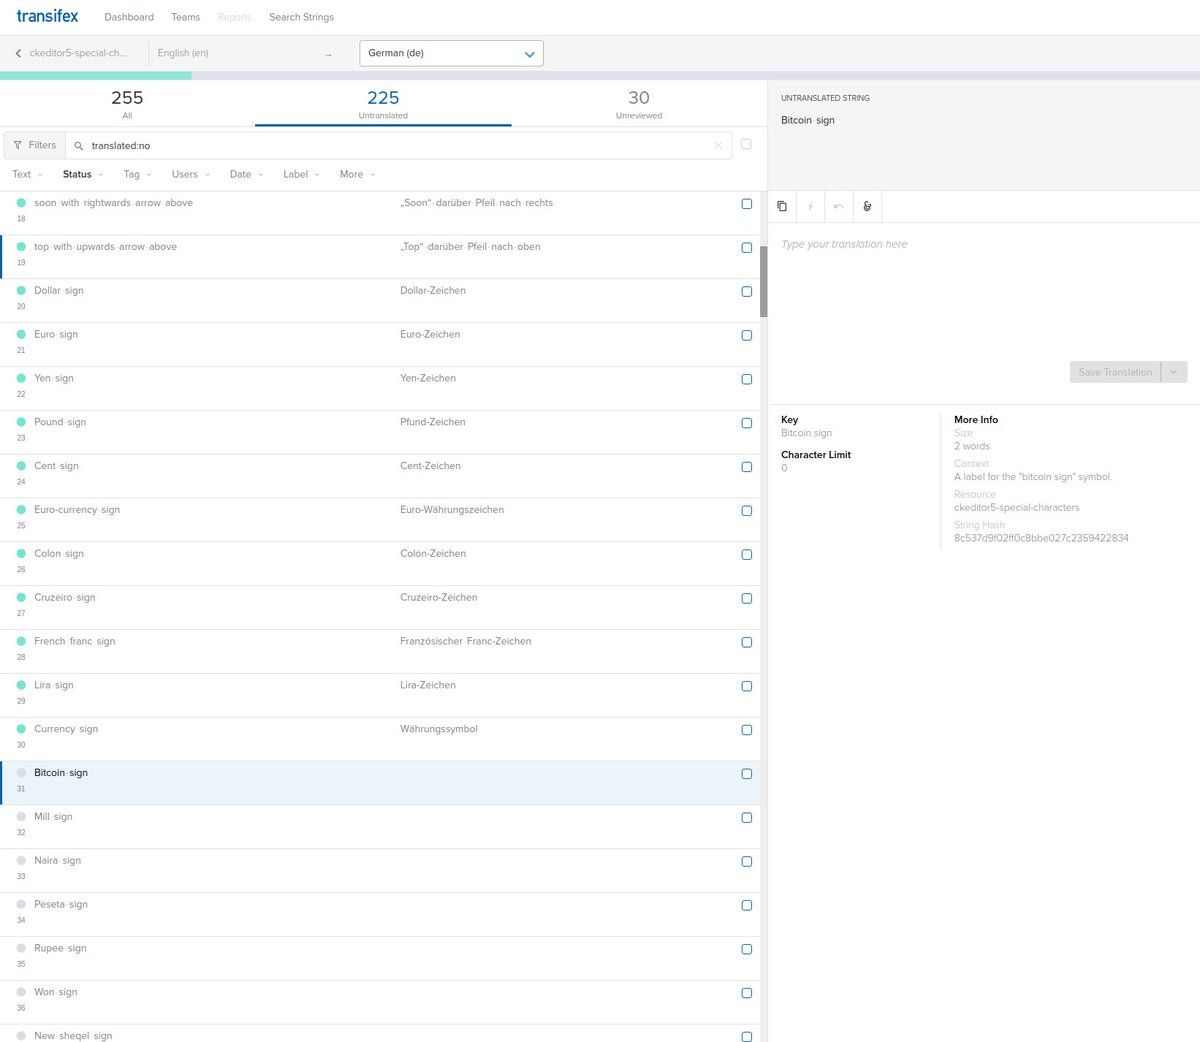 transifex Dashboard Teams Reports Search Strings
ckeditor5-special-ch... English (en) → German (de)
255 225 30
All Untranslated Unreviewed
Filters translated:no
Text Status Tag Users Date Label More
soon with rightwards arrow above „Soon“ darüber Pfeil nach rechts
18
top with upwards arrow above „Top“ darüber Pfeil nach oben
19
Dollar sign Dollar-Zeichen
20
Euro sign Euro-Zeichen
21
Yen sign Yen-Zeichen
22
Pound sign Pfund-Zeichen
23
Cent sign Cent-Zeichen
24
Euro-currency sign Euro-Währungszeichen
25
Colon sign Colón-Zeichen
26
Cruzeiro sign Cruzeiro-Zeichen
27
French franc sign Französischer Franc-Zeichen
28
Lira sign Lira-Zeichen
29
Currency sign Währungssymbol
30
Bitcoin sign
31
Mill sign
32
Naira sign
33
Peseta sign
34
Rupee sign
35
Won sign
36
New sheqel sign
UNTRANSLATED STRING
Bitcoin sign
Type your translation here
Save Translation
Key
Bitcoin sign
Character Limit
0
More Info
Size
2 words
Context
A label for the "bitcoin sign" symbol.
Resource
ckeditor5-special-characters
String Hash
8c537d9f02ff0c8bbe027c2359422834